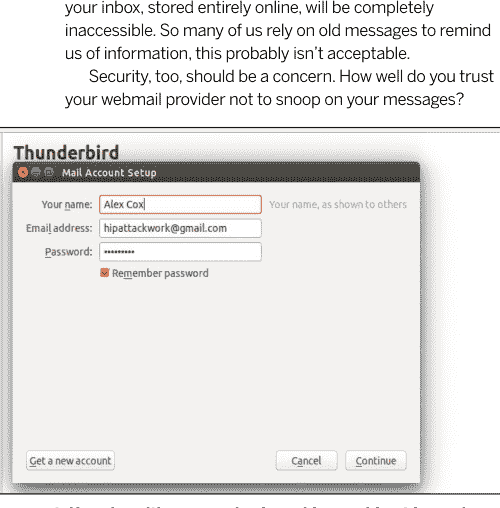 your inbox, stored entirely online, will be completely
inaccessible. So many of us rely on old messages to remind
us of information, this probably isn't acceptable.
Security, too, should be a concern. How well do you trust
your webmail provider not to snoop on your messages?
Thunderbird
Mail Account Setup
Your name: Alex Cox Your name, as shown to others
Email address: hipattackwork@gmail.com
Password: •••••••••
Remember password
Get a new account Cancel Continue